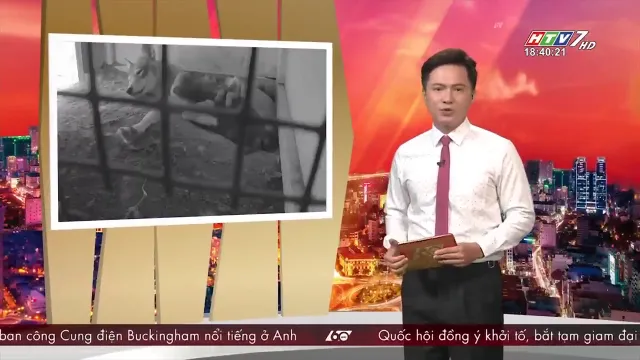 HTV7 HD
18:40:21
ban công Cung điện Buckingham nổi tiếng ở Anh 60 Quốc hội đồng ý khởi tố, bắt tạm giam đại